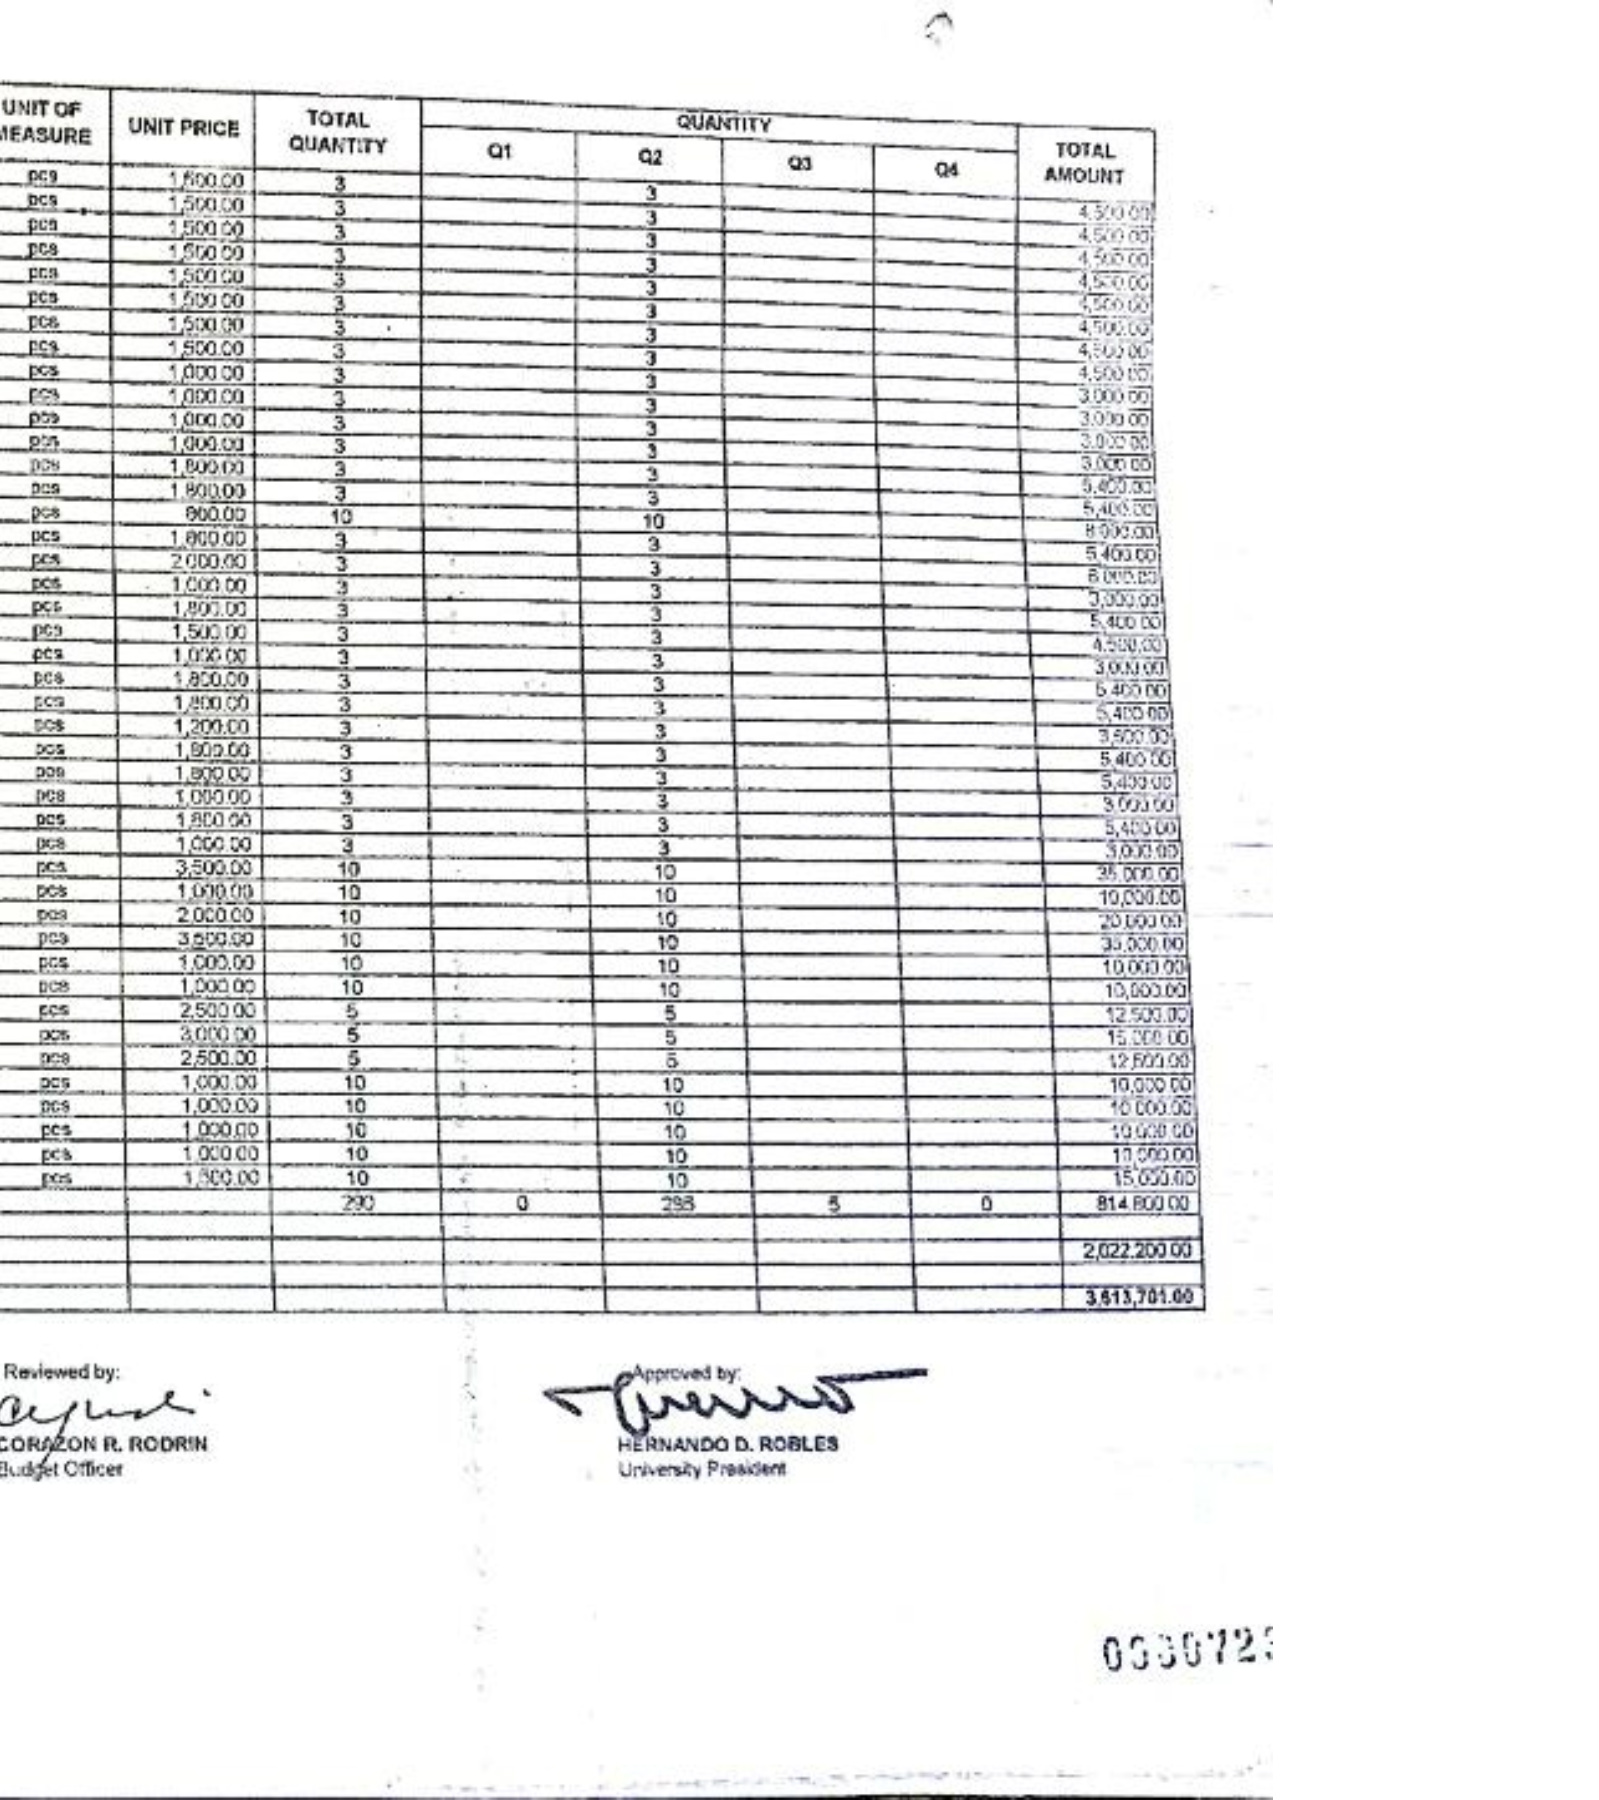 UNIT OF MEASURE UNIT PRICE TOTAL QUANTITY QUANTITY TOTAL AMOUNT
Q1 Q2 Q3 Q4
pcs 1,500.00 3 3 4,500.00
pcs 1,500.00 3 3 4,500.00
pcs 1,500.00 3 3 4,500.00
pcs 1,500.00 3 3 4,500.00
pcs 1,500.00 3 3 4,500.00
pcs 1,500.00 3 3 4,500.00
pcs 1,500.00 3 3 4,500.00
pcs 1,500.00 3 3 4,500.00
pcs 1,000.00 3 3 3,000.00
pcs 1,000.00 3 3 3,000.00
pcs 1,000.00 3 3 3,000.00
pcs 1,000.00 3 3 3,000.00
pcs 1,800.00 3 3 5,400.00
pcs 1,800.00 3 3 5,400.00
pcs 800.00 10 10 8,000.00
pcs 1,800.00 3 3 5,400.00
pcs 2,000.00 3 3 6,000.00
pcs 1,000.00 3 3 3,000.00
pcs 1,800.00 3 3 5,400.00
pcs 1,500.00 3 3 4,500.00
pcs 1,000.00 3 3 3,000.00
pcs 1,800.00 3 3 5,400.00
pcs 1,800.00 3 3 5,400.00
pcs 1,200.00 3 3 3,600.00
pcs 1,800.00 3 3 5,400.00
pcs 1,800.00 3 3 5,400.00
pcs 1,000.00 3 3 3,000.00
pcs 1,800.00 3 3 5,400.00
pcs 1,000.00 3 3 3,000.00
pcs 3,500.00 10 10 35,000.00
pcs 1,000.00 10 10 10,000.00
pcs 2,000.00 10 10 20,000.00
pcs 3,500.00 10 10 35,000.00
pcs 1,000.00 10 10 10,000.00
pcs 1,000.00 10 10 10,000.00
pcs 2,500.00 5 5 12,500.00
pcs 3,000.00 5 5 15,000.00
pcs 2,500.00 5 5 12,500.00
pcs 1,000.00 10 10 10,000.00
pcs 1,000.00 10 10 10,000.00
pcs 1,000.00 10 10 10,000.00
pcs 1,000.00 10 10 10,000.00
pcs 1,500.00 10 10 15,000.00
290 0 0 5 814,800.00
2,022,200.00
3,613,701.00
Reviewed by: Approved by:
CORAZON R. RODRIN HERNANDO D. ROBLES
Budget Officer University President